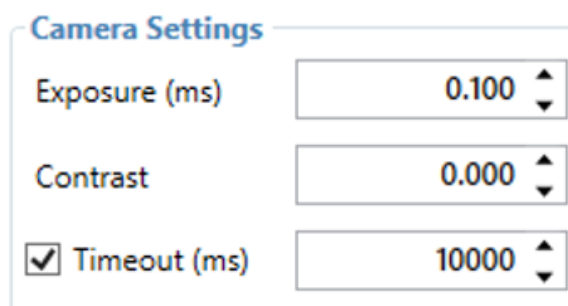 Camera Settings
Exposure (ms) 0.100
Contrast 0.000
Timeout (ms) 10000